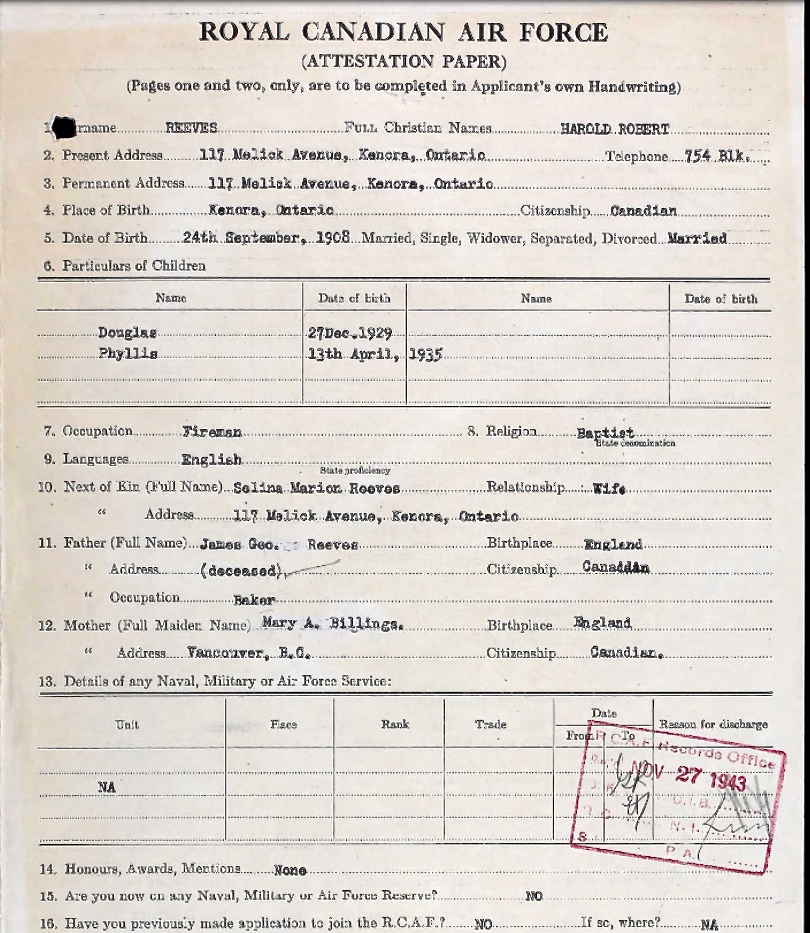 ROYAL CANADIAN AIR FORCE
(ATTESTATION PAPER)
(Pages one and two, only, are to be completed in Applicant's own Handwriting)
rname REEVES Full Christian Names HAROLD ROBERT
2. Present Address 117 Melick Avenue, Kenora, Ontario Telephone 754 Blk.
3. Permanent Address 117 Melick Avenue, Kenora, Ontario
4. Place of Birth Kenora, Ontario Citizenship Canadian
5. Date of Birth 24th September, 1908 Married, Single, Widower, Separated, Divorced Married
6. Particulars of Children
Name Date of birth Name Date of birth
Douglas 27Dec.1929
Phyllis 13th April, 1935
7. Occupation Fireman 8. Religion Baptist
State denomination
9. Languages English
State proficiency
10. Next of Kin (Full Name) Selina Marion Reeves Relationship Wife
" Address 117 Melick Avenue, Kenora, Ontario
11. Father (Full Name) James Geo. Reeves Birthplace England
" Address (deceased) Citizenship Canaddan
" Occupation Baker
12. Mother (Full Maiden Name) Mary A. Billings. Birthplace England
" Address Vancouver, B.C. Citizenship Canadian.
13. Details of any Naval, Military or Air Force Service:
Unit Place Rank Trade Date Reason for discharge
From To
NA
R.C.A.F. Records Office
NOV 27 1943
C.I.B.
N.I.
P.A.
14. Honours, Awards, Mentions None
15. Are you now on any Naval, Military or Air Force Reserve? NO
16. Have you previously made application to join the R.C.A.F.? NO If so, where? NA